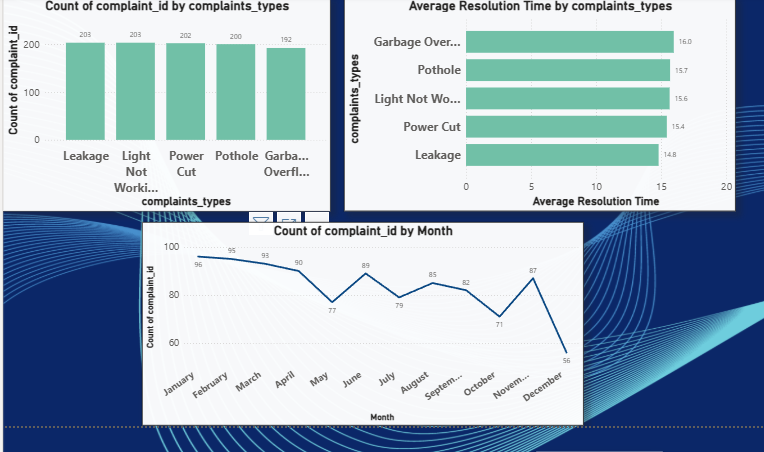 Count of complaint_id by complaints_types
Count of complaint_id
200
100
0
203
203
202
200
192
Leakage
Light
Not
Worki...
Power
Cut
Pothole
Garba...
Overfl...
complaints_types
Average Resolution Time by complaints_types
complaints_types
Garbage Over...
16.0
Pothole
15.7
Light Not Wo...
15.6
Power Cut
15.4
Leakage
14.8
0
5
10
15
20
Average Resolution Time
Count of complaint_id by Month
Count of complaint_id
100
80
60
96
95
93
90
77
89
79
85
82
71
87
56
January
February
March
April
May
June
July
August
Septem...
October
Novem...
December
Month